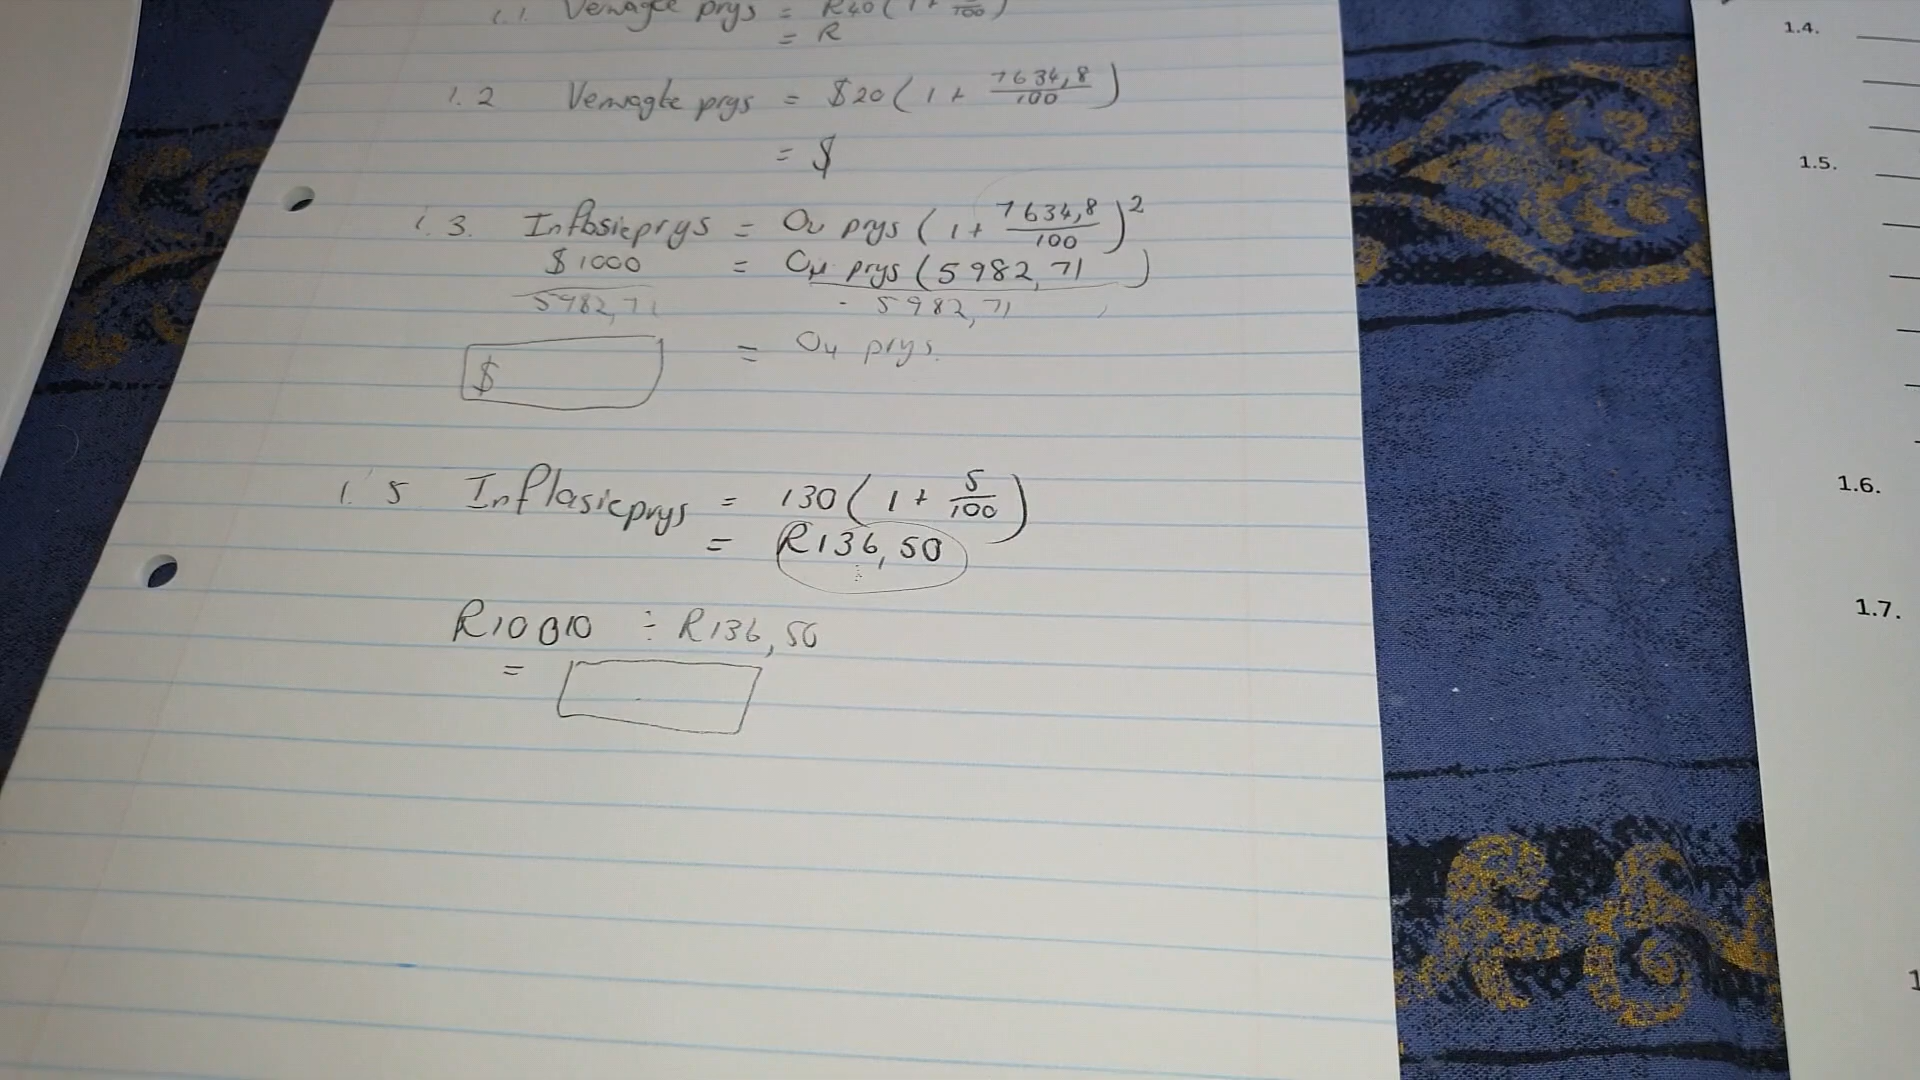 1.1. Verwagte prys = R40(1+ /100)
= R
1.2 Verwagte prys = $20(1+ 7634,8/100)
= $
1.3. Inflasieprys = Ou prys (1+ 7634,8/100)²
$1000 = Ou prys (5982,71)
5982,71 5982,71
$ = Ou prys.
1.5 Inflasieprys = 130(1+ 5/100)
= R136,50
R10010 ÷ R136,50
=
1.4.
1.5.
1.6.
1.7.